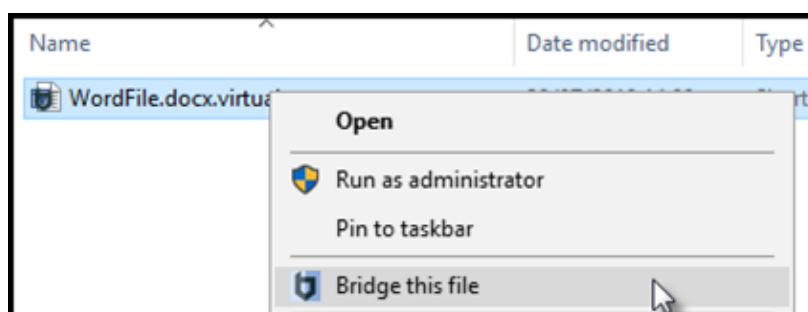 Name Date modified Type
WordFile.docx.virtua
Open
Run as administrator
Pin to taskbar
Bridge this file